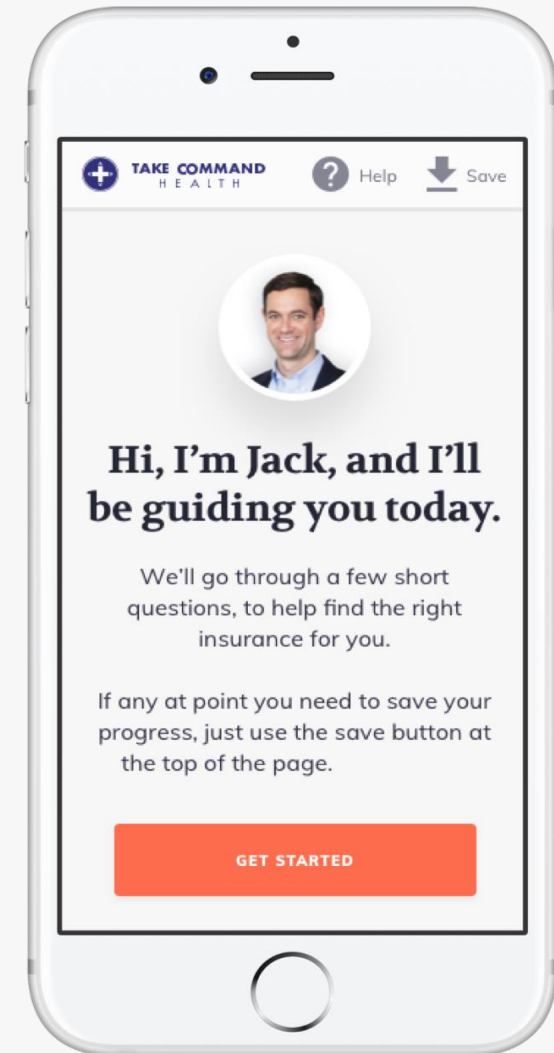 TAKE COMMAND
HEALTH
Help
Save
Hi, I'm Jack, and I'll
be guiding you today.
We'll go through a few short
questions, to help find the right
insurance for you.
If any at point you need to save your
progress, just use the save button at
the top of the page.
GET STARTED